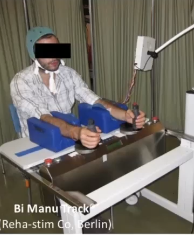 Bi Manu Track
(Reha-stim Co, Berlin)